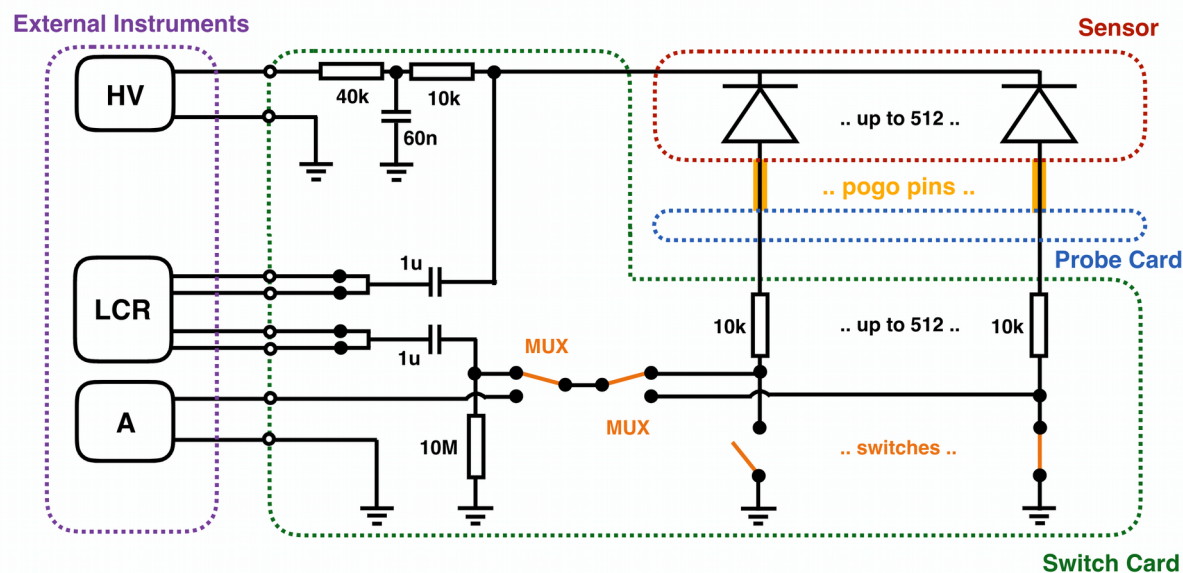 External Instruments
Sensor
HV
40k
10k
60n
.. up to 512 ..
.. pogo pins ..
Probe Card
LCR
1u
1u
10k
.. up to 512 ..
10k
MUX
A
MUX
10M
.. switches ..
Switch Card